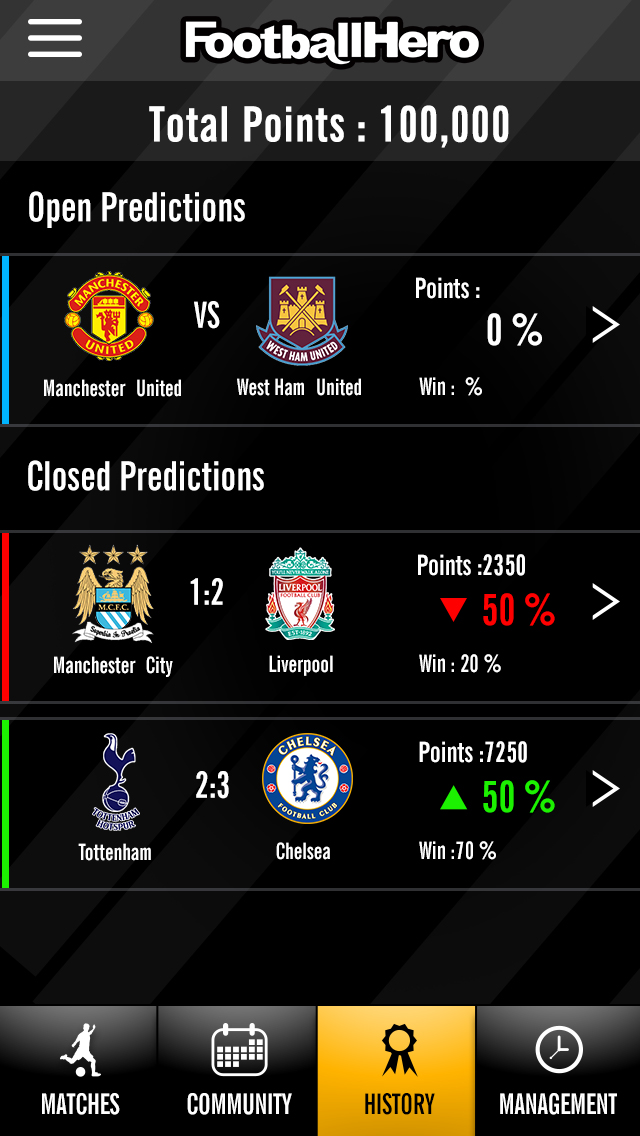 FootballHero
Total Points : 100,000
Open Predictions
MANCHESTER
UNITED
VS
WEST HAM UNITED
Points :
0 %
Manchester United
West Ham United
Win : %
Closed Predictions
M.C.F.C.
Superbia In Proelio
1:2
YOU'LL NEVER WALK ALONE
LIVERPOOL
FOOTBALL CLUB
EST·1892
Points :2350
50 %
Manchester City
Liverpool
Win : 20 %
TOTTENHAM
HOTSPUR
2:3
CHELSEA
FOOTBALL CLUB
Points :7250
50 %
Tottenham
Chelsea
Win :70 %
MATCHES
COMMUNITY
HISTORY
MANAGEMENT